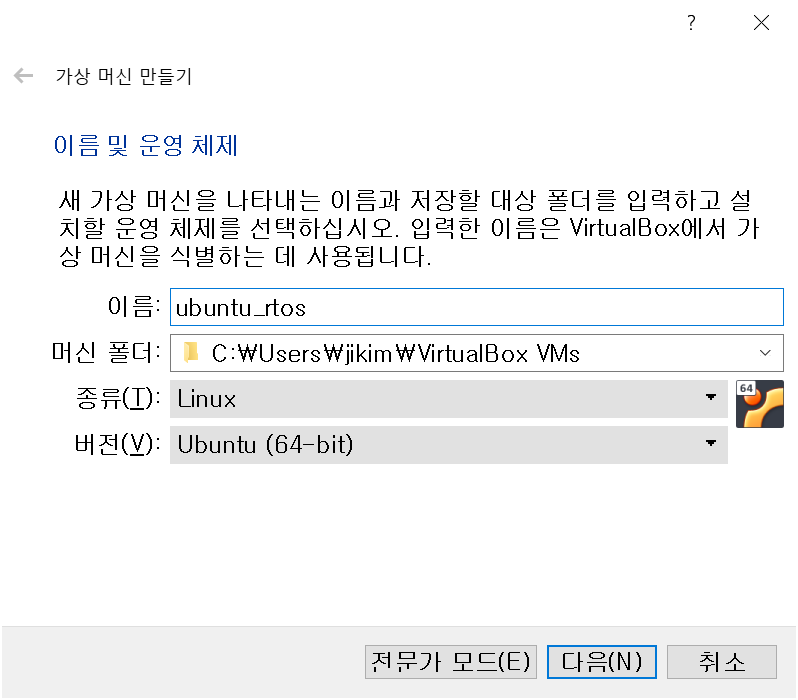 ?
가상 머신 만들기
이름 및 운영 체제
새 가상 머신을 나타내는 이름과 저장할 대상 폴더를 입력하고 설
치할 운영 체제를 선택하십시오. 입력한 이름은 VirtualBox에서 가
상 머신을 식별하는 데 사용됩니다.
이름: ubuntu_rtos
머신 폴더: C:₩Users₩jikim₩VirtualBox VMs
종류(T): Linux
64
버전(V): Ubuntu (64-bit)
전문가 모드(E) 다음(N) 취소